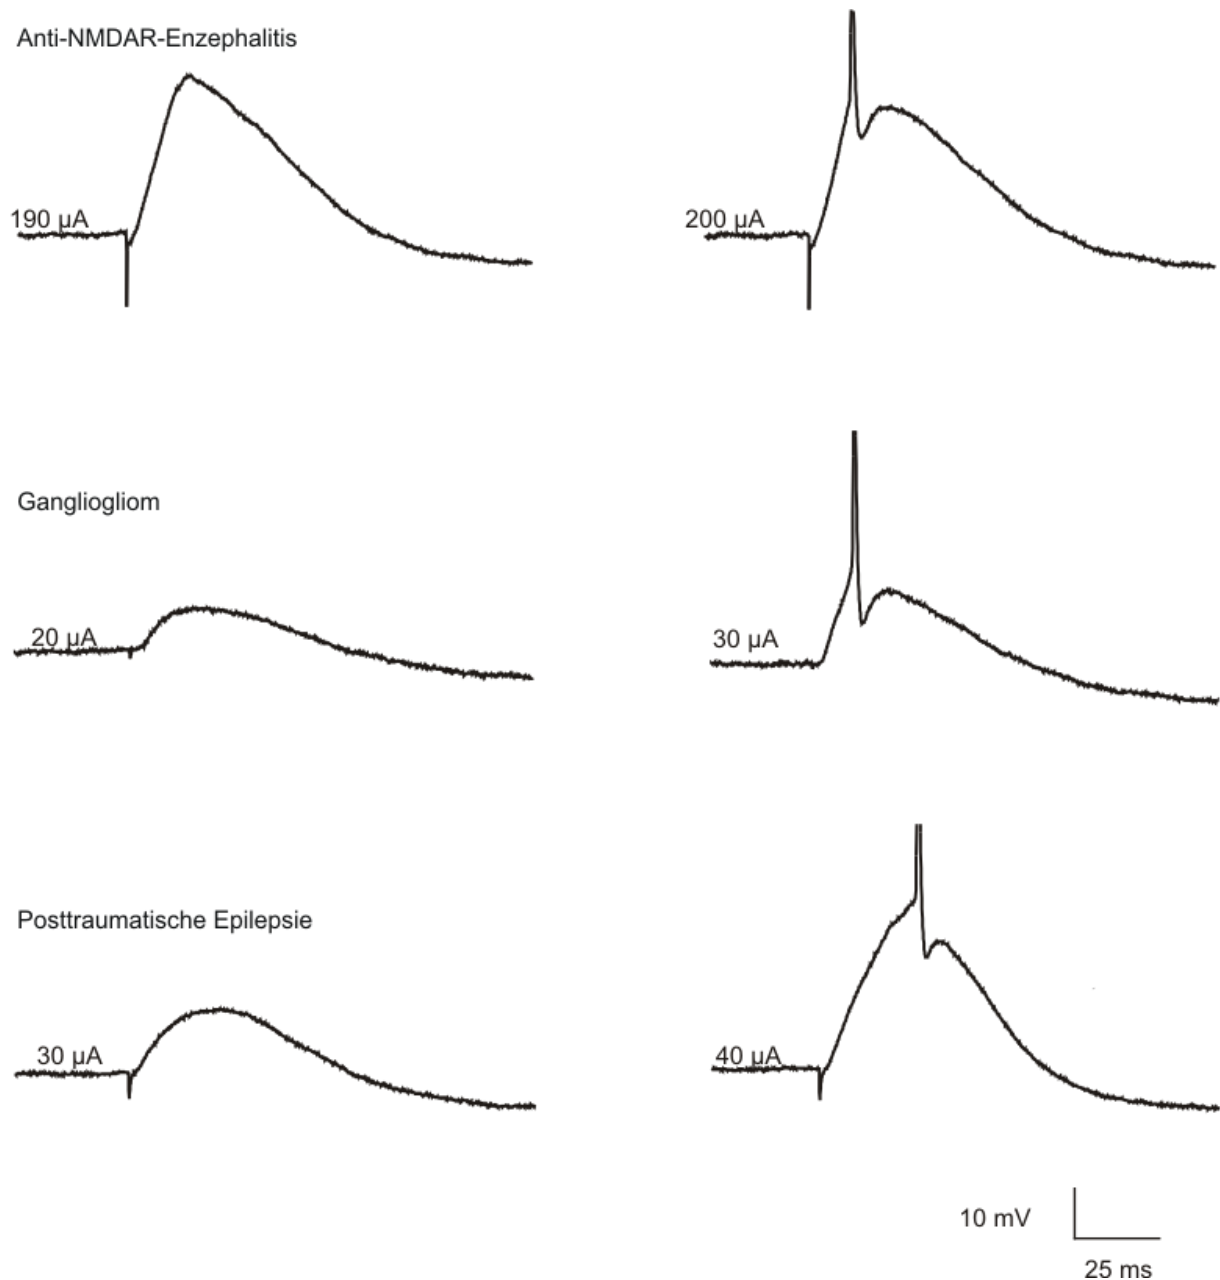 Anti-NMDAR-Enzephalitis
190 µA
200 µA
Gangliogliom
20 µA
30 µA
Posttraumatische Epilepsie
30 µA
40 µA
10 mV
25 ms